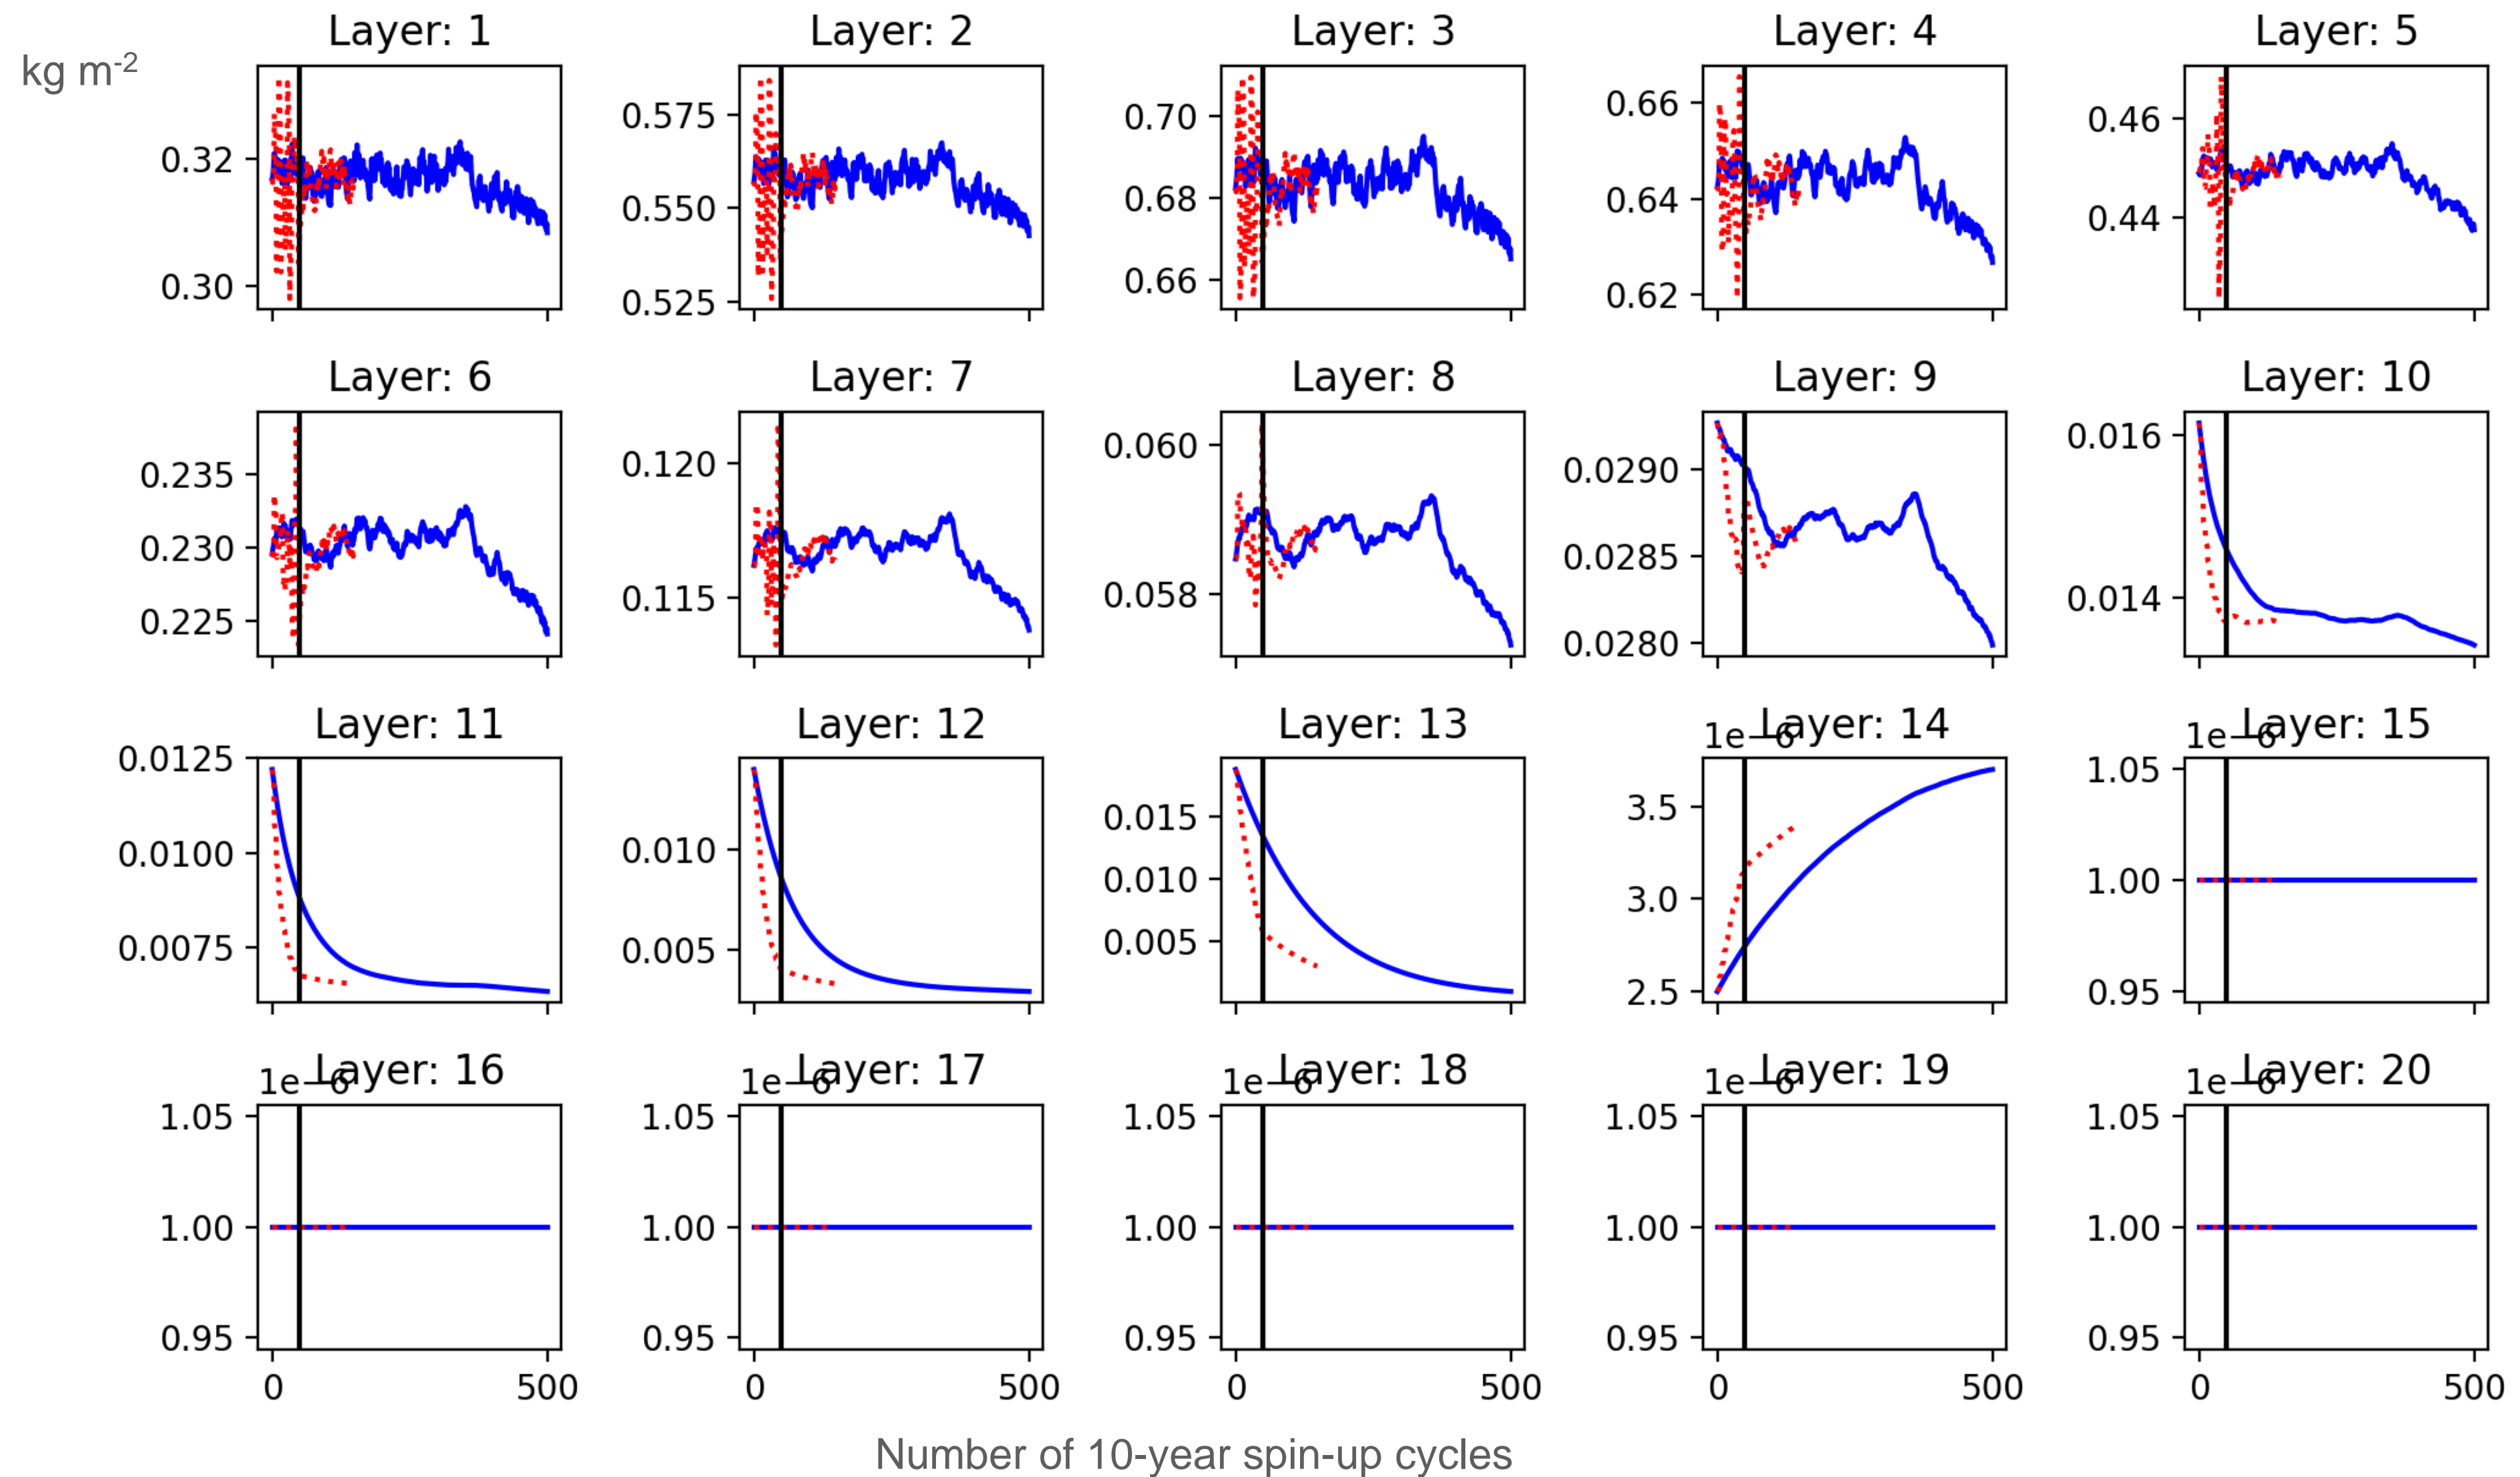 kg m-2
Layer: 1
0.32
0.30
Layer: 2
0.575
0.550
0.525
Layer: 3
0.70
0.68
0.66
Layer: 4
0.66
0.64
0.62
Layer: 5
0.46
0.44
Layer: 6
0.235
0.230
0.225
Layer: 7
0.120
0.115
Layer: 8
0.060
0.058
Layer: 9
0.0290
0.0285
0.0280
Layer: 10
0.016
0.014
Layer: 11
0.0125
0.0100
0.0075
Layer: 12
0.010
0.005
Layer: 13
0.015
0.010
0.005
Layer: 14
1e−6
3.5
3.0
2.5
Layer: 15
1e−6
1.05
1.00
0.95
Layer: 16
1e−6
1.05
1.00
0.95
0 500
Layer: 17
1e−6
1.05
1.00
0.95
0 500
Layer: 18
1e−6
1.05
1.00
0.95
0 500
Layer: 19
1e−6
1.05
1.00
0.95
0 500
Layer: 20
1e−6
1.05
1.00
0.95
0 500
Number of 10-year spin-up cycles